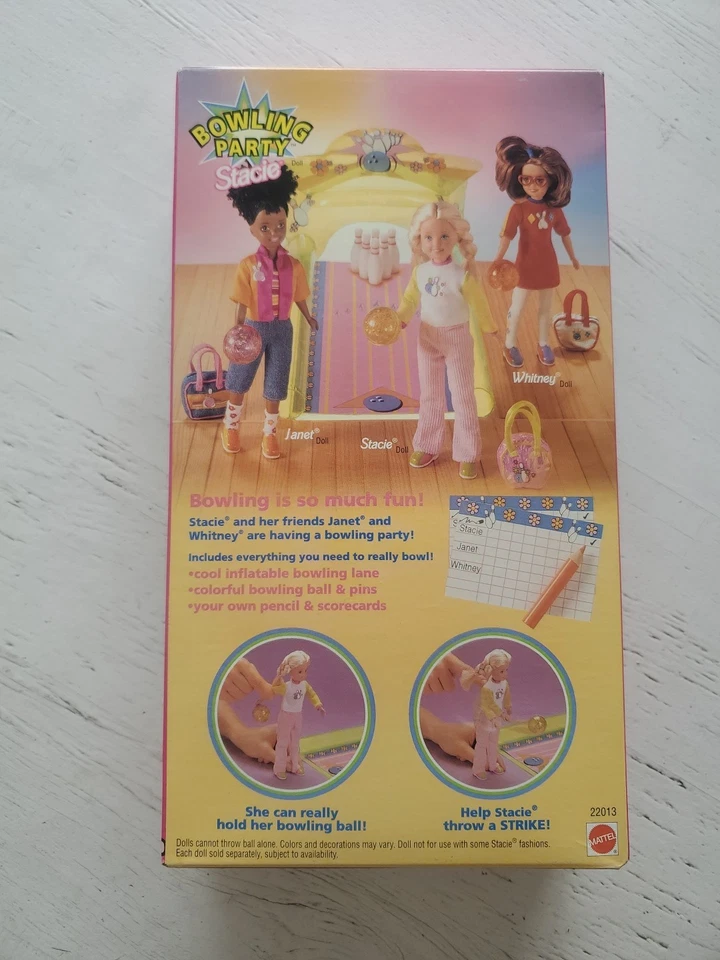 BOWLING
PARTY™
Stacie® Doll
Whitney® Doll
Janet® Doll
Stacie® Doll
Bowling is so much fun!
Stacie® and her friends Janet® and
Whitney® are having a bowling party!
Includes everything you need to really bowl!
•cool inflatable bowling lane
•colorful bowling ball & pins
•your own pencil & scorecards
Stacie
Janet
Whitney
She can really
hold her bowling ball!
Help Stacie®
throw a STRIKE!
22013
MATTEL
Dolls cannot throw ball alone. Colors and decorations may vary. Doll not for use with some Stacie® fashions.
Each doll sold separately, subject to availability.